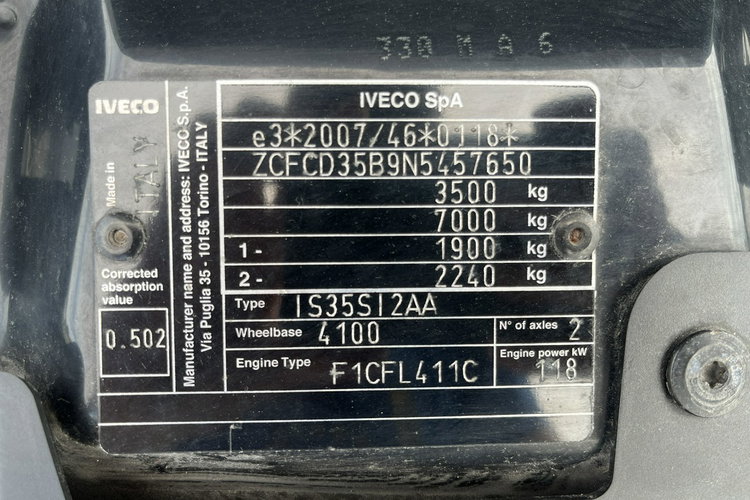 330 M A 6
IVECO
IVECO SpA
Made in
ITALY
Manufacturer name and address: IVECO S.p.A.
Via Puglia 35 - 10156 Torino - ITALY
e3*2007/46*0118*
ZCFCD35B9N5457650
3500 kg
7000 kg
1 - 1900 kg
2 - 2240 kg
Corrected
absorption
value
0.502
Type IS35SI2AA
Wheelbase 4100
N° of axles 2
Engine Type F1CFL411C
Engine power kW
118